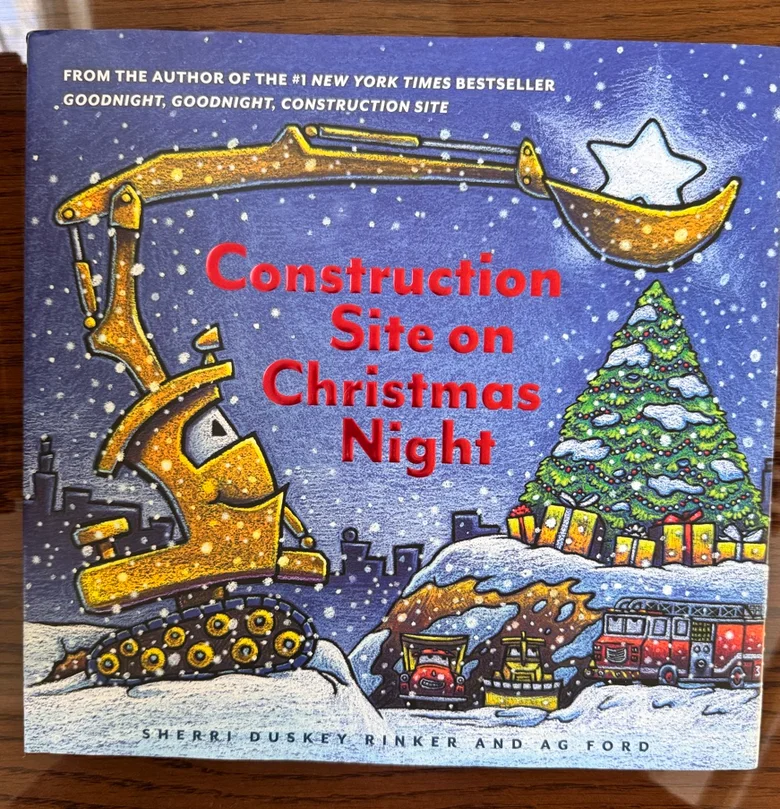 FROM THE AUTHOR OF THE #1 NEW YORK TIMES BESTSELLER
GOODNIGHT, GOODNIGHT, CONSTRUCTION SITE
Construction
Site on
Christmas
Night
SHERRI DUSKEY RINKER AND AG FORD
3